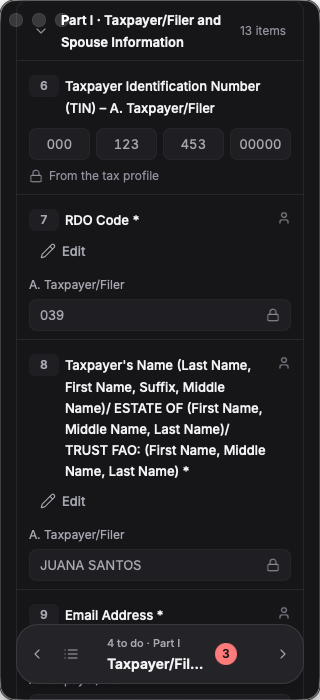 Part I · Taxpayer/Filer and
Spouse Information
13 items
6
Taxpayer Identification Number
(TIN) – A. Taxpayer/Filer
000
123
453
00000
From the tax profile
7
RDO Code *
Edit
A. Taxpayer/Filer
039
8
Taxpayer's Name (Last Name,
First Name, Suffix, Middle
Name)/ ESTATE OF (First Name,
Middle Name, Last Name)/
TRUST FAO: (First Name, Middle
Name, Last Name) *
Edit
A. Taxpayer/Filer
JUANA SANTOS
9
Email Address *
4 to do · Part I
Taxpayer/Fil...
3